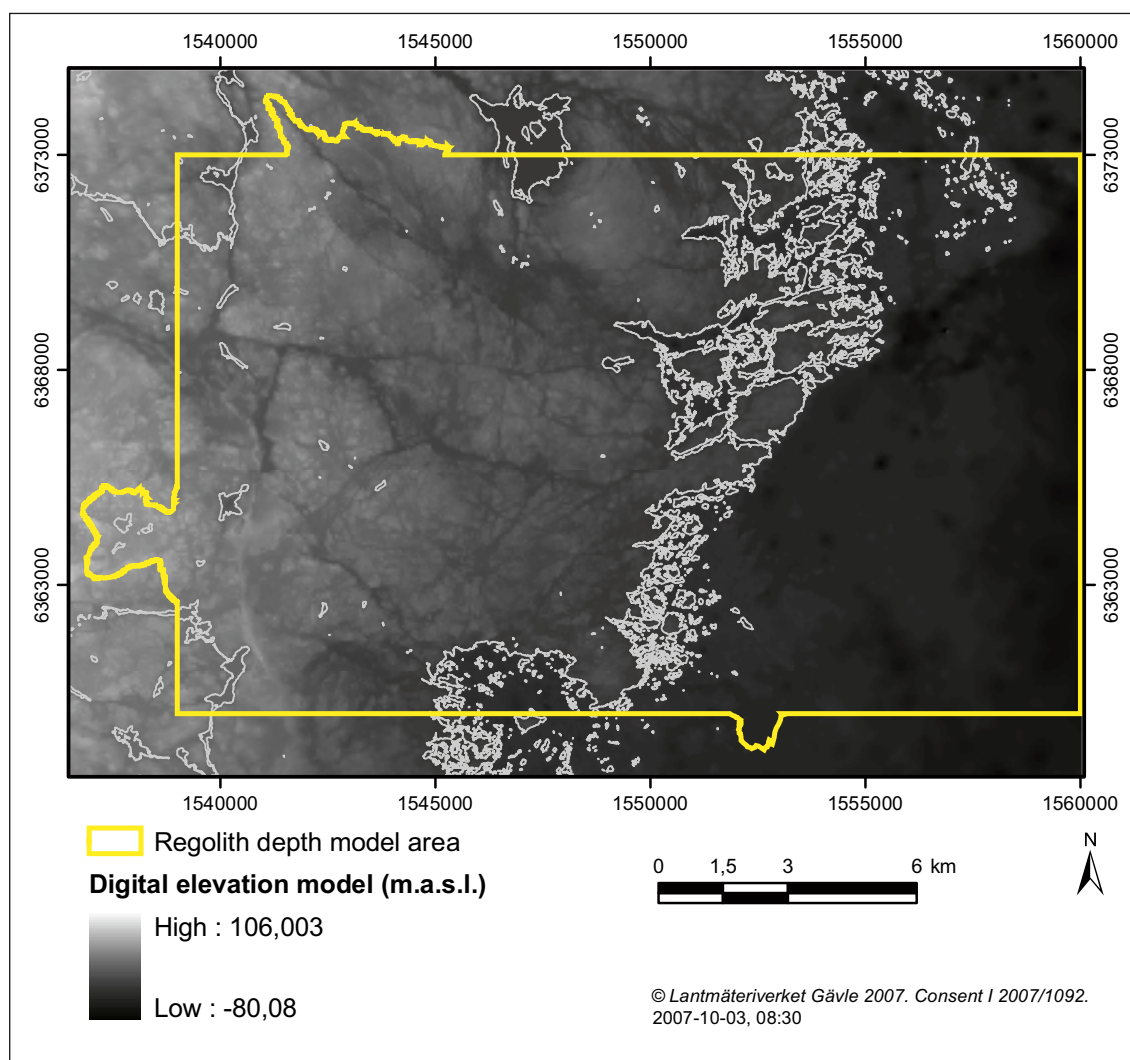 1540000 1545000 1550000 1555000 1560000
6373000 6373000
6368000 6368000
6363000 6363000
1540000 1545000 1550000 1555000 1560000
Regolith depth model area
Digital elevation model (m.a.s.l.)
High : 106,003
Low : -80,08
0 1,5 3 6 km
N
© Lantmäteriverket Gävle 2007. Consent I 2007/1092.
2007-10-03, 08:30